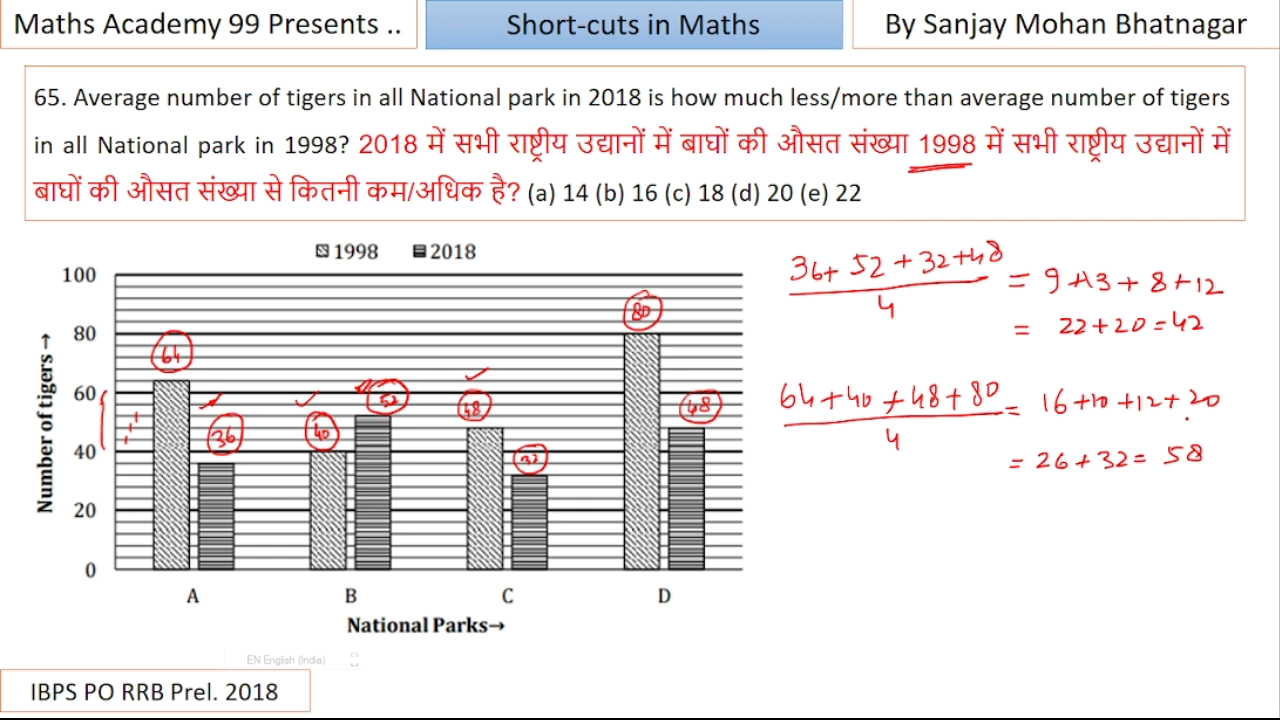 Maths Academy 99 Presents ..
Short-cuts in Maths
By Sanjay Mohan Bhatnagar
65. Average number of tigers in all National park in 2018 is how much less/more than average number of tigers
in all National park in 1998? 2018 में सभी राष्ट्रीय उद्यानों में बाघों की औसत संख्या 1998 में सभी राष्ट्रीय उद्यानों में
बाघों की औसत संख्या से कितनी कम/अधिक है? (a) 14 (b) 16 (c) 18 (d) 20 (e) 22
1998 2018
100
80
60
40
20
0
Number of tigers→
64
36
40
52
48
32
80
48
A B C D
National Parks→
36+52+32+48
4
= 9+13+8+12
= 22+20=42
64+40+48+80
4
= 16+10+12+20
= 26+32= 58
EN English (India)
IBPS PO RRB Prel. 2018